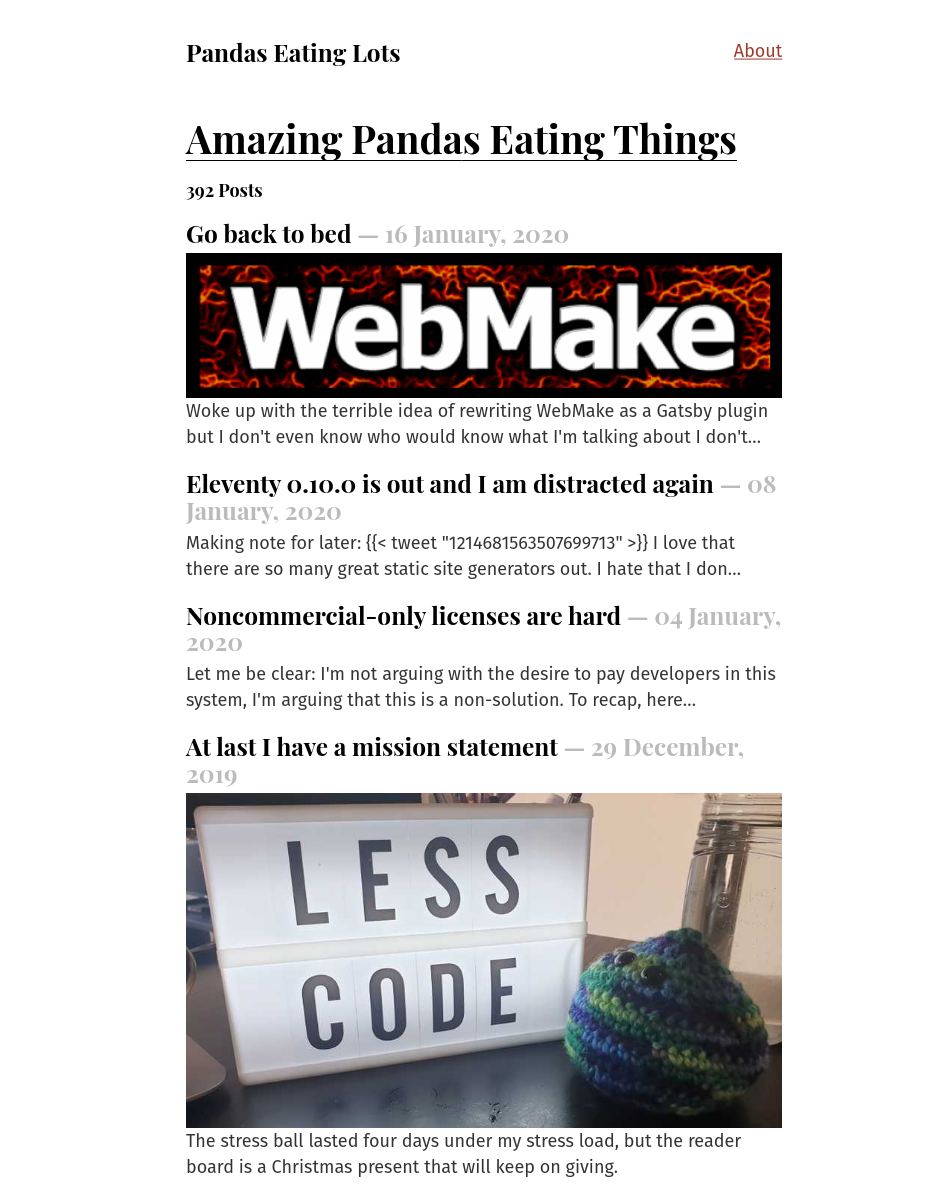 Pandas Eating Lots
About
Amazing Pandas Eating Things
392 Posts
Go back to bed — 16 January, 2020
WebMake
Woke up with the terrible idea of rewriting WebMake as a Gatsby plugin
but I don't even know who would know what I'm talking about I don't...
Eleventy 0.10.0 is out and I am distracted again — 08
January, 2020
Making note for later: {{< tweet "1214681563507699713" >}} I love that
there are so many great static site generators out. I hate that I don...
Noncommercial-only licenses are hard — 04 January,
2020
Let me be clear: I'm not arguing with the desire to pay developers in this
system, I'm arguing that this is a non-solution. To recap, here...
At last I have a mission statement — 29 December,
2019
LESS
CODE
The stress ball lasted four days under my stress load, but the reader
board is a Christmas present that will keep on giving.